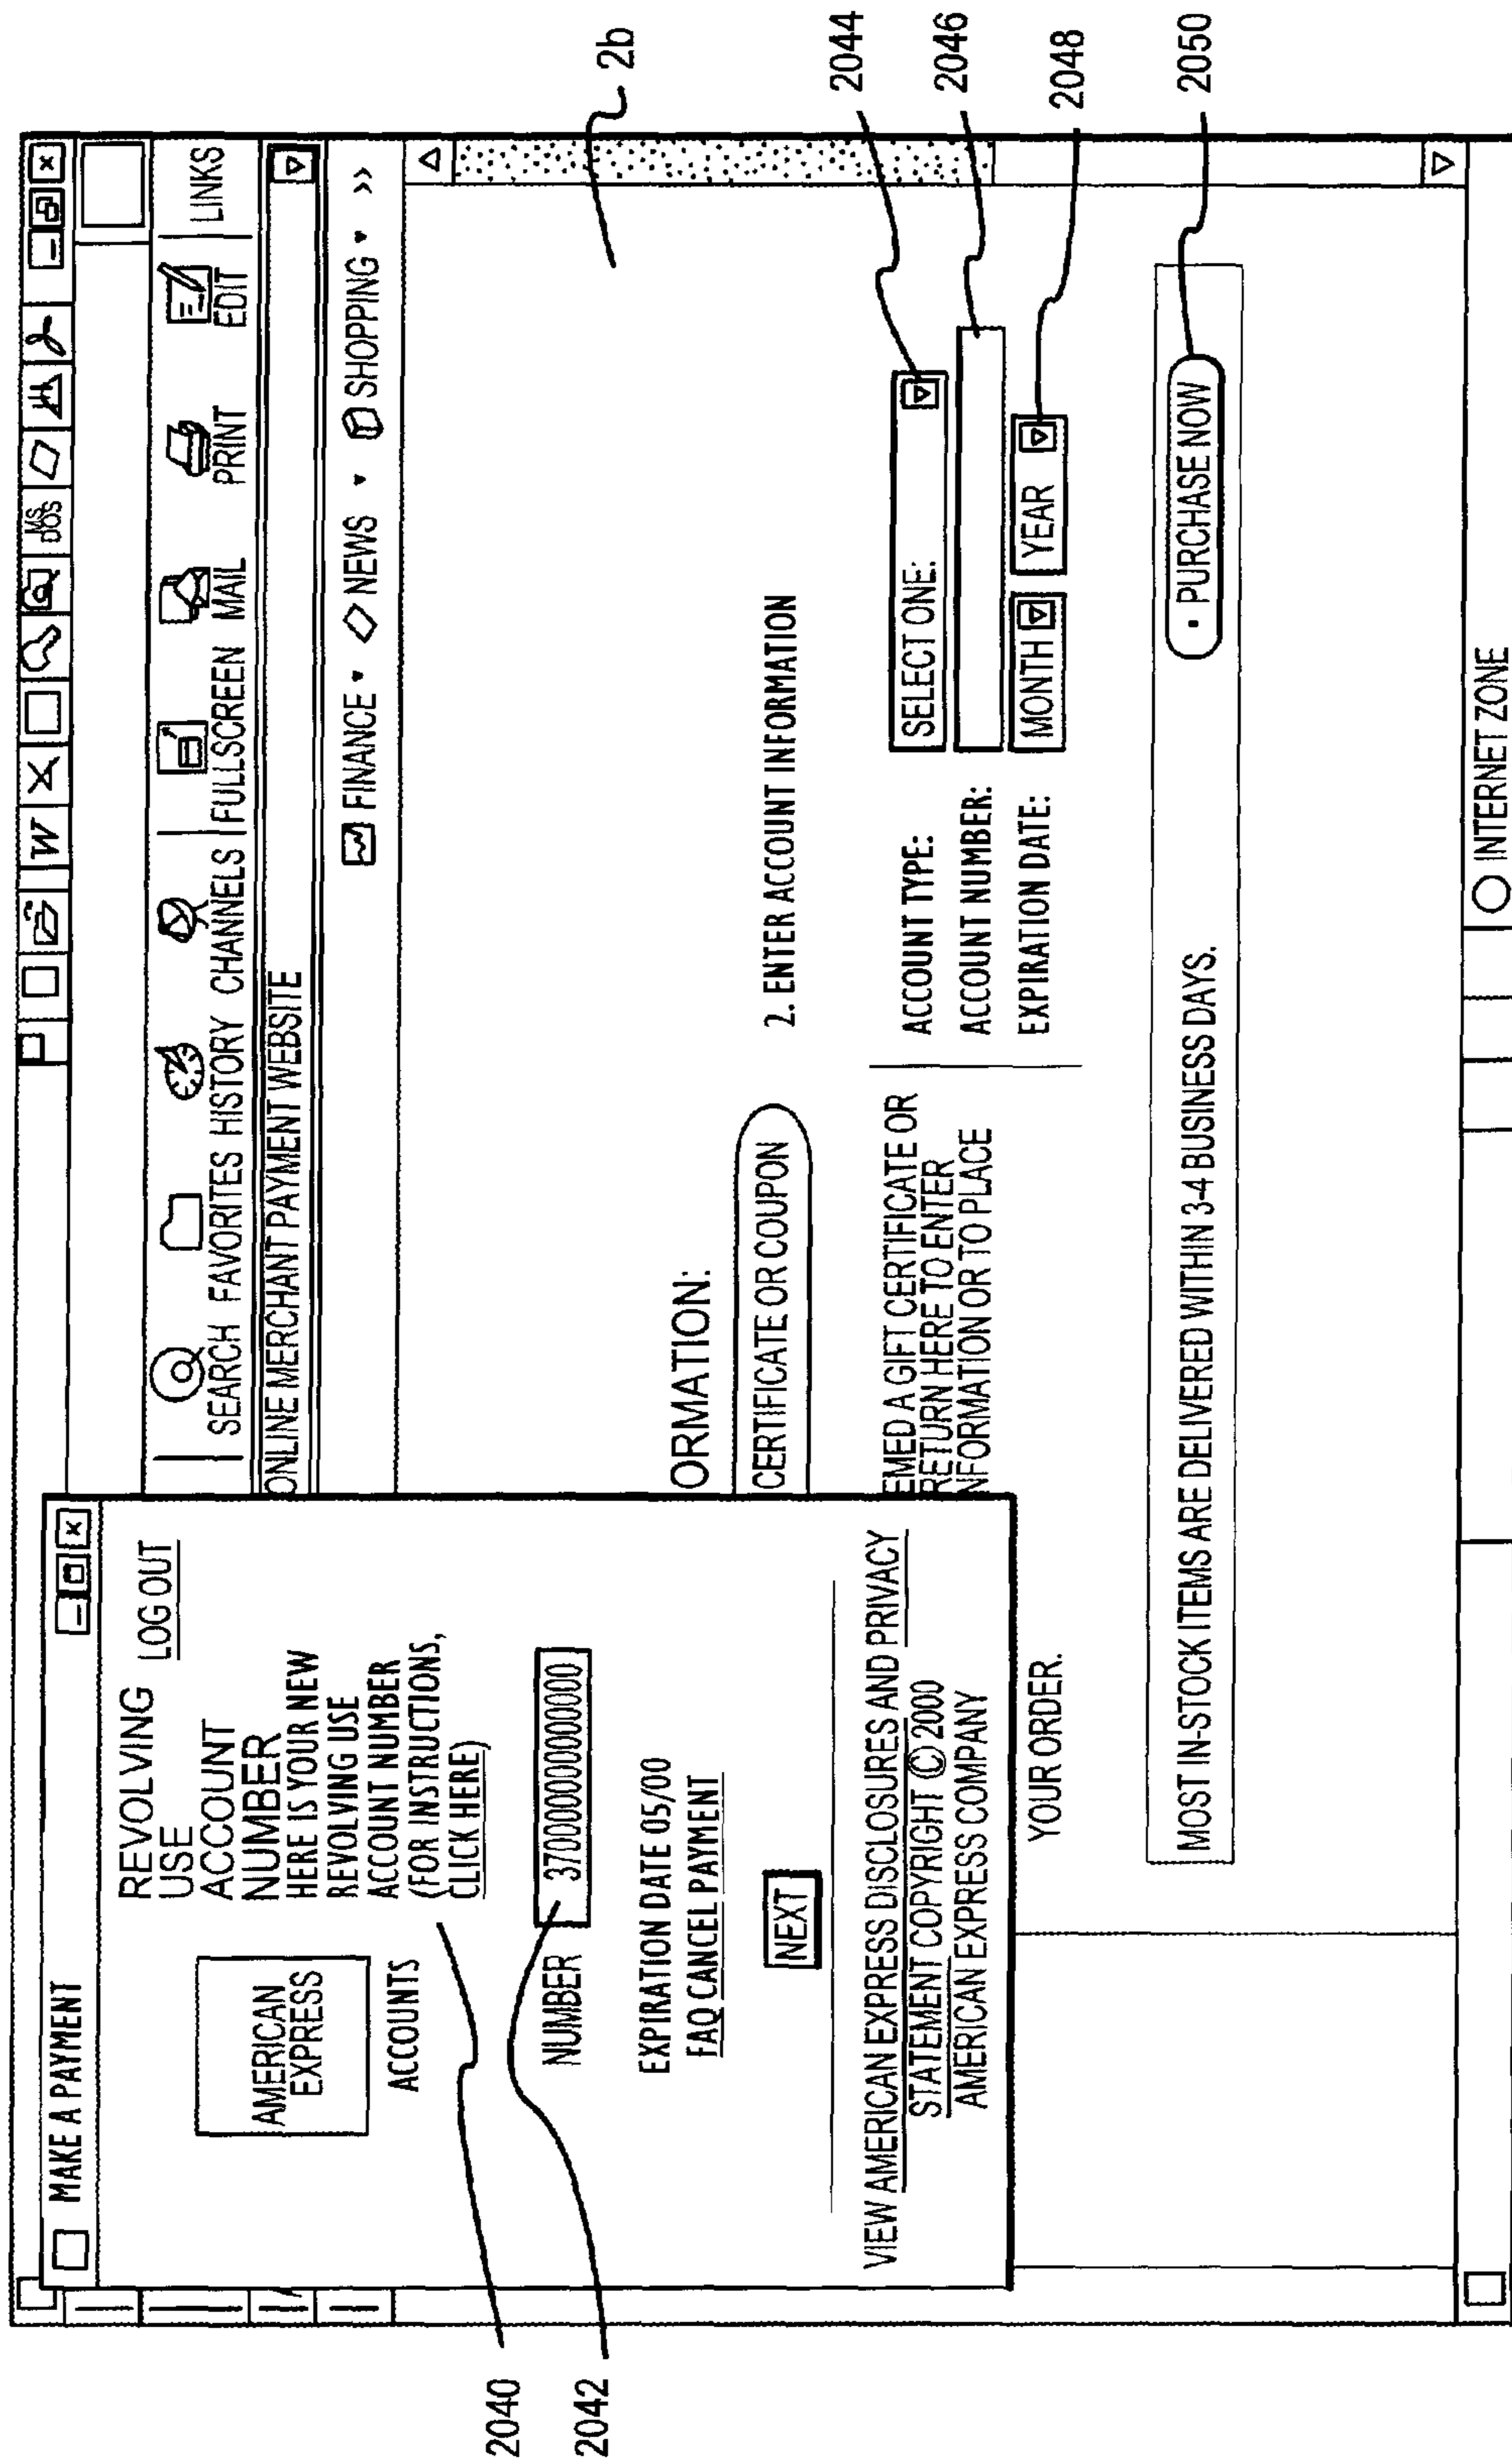 W
MS
DOS
SEARCH FAVORITES HISTORY CHANNELS FULLSCREEN MAIL PRINT EDIT LINKS
ONLINE MERCHANT PAYMENT WEBSITE
FINANCE NEWS SHOPPING >>
MAKE A PAYMENT
REVOLVING
USE
ACCOUNT
NUMBER
LOG OUT
AMERICAN
EXPRESS
HERE IS YOUR NEW
REVOLVING USE
ACCOUNT NUMBER
(FOR INSTRUCTIONS,
CLICK HERE)
ACCOUNTS
EXPIRATION DATE 05/00
FAQ CANCEL PAYMENT
NEXT
VIEW AMERICAN EXPRESS DISCLOSURES AND PRIVACY
STATEMENT COPYRIGHT © 2000
AMERICAN EXPRESS COMPANY
2040
2042
ORMATION:
CERTIFICATE OR COUPON
EMED A GIFT CERTIFICATE OR
RETURN HERE TO ENTER
NFORMATION OR TO PLACE
YOUR ORDER.
2. ENTER ACCOUNT INFORMATION
ACCOUNT TYPE: SELECT ONE:
ACCOUNT NUMBER:
EXPIRATION DATE: MONTH YEAR
MOST IN-STOCK ITEMS ARE DELIVERED WITHIN 3-4 BUSINESS DAYS. • PURCHASE NOW
INTERNET ZONE
2b
2044
2046
2048
2050